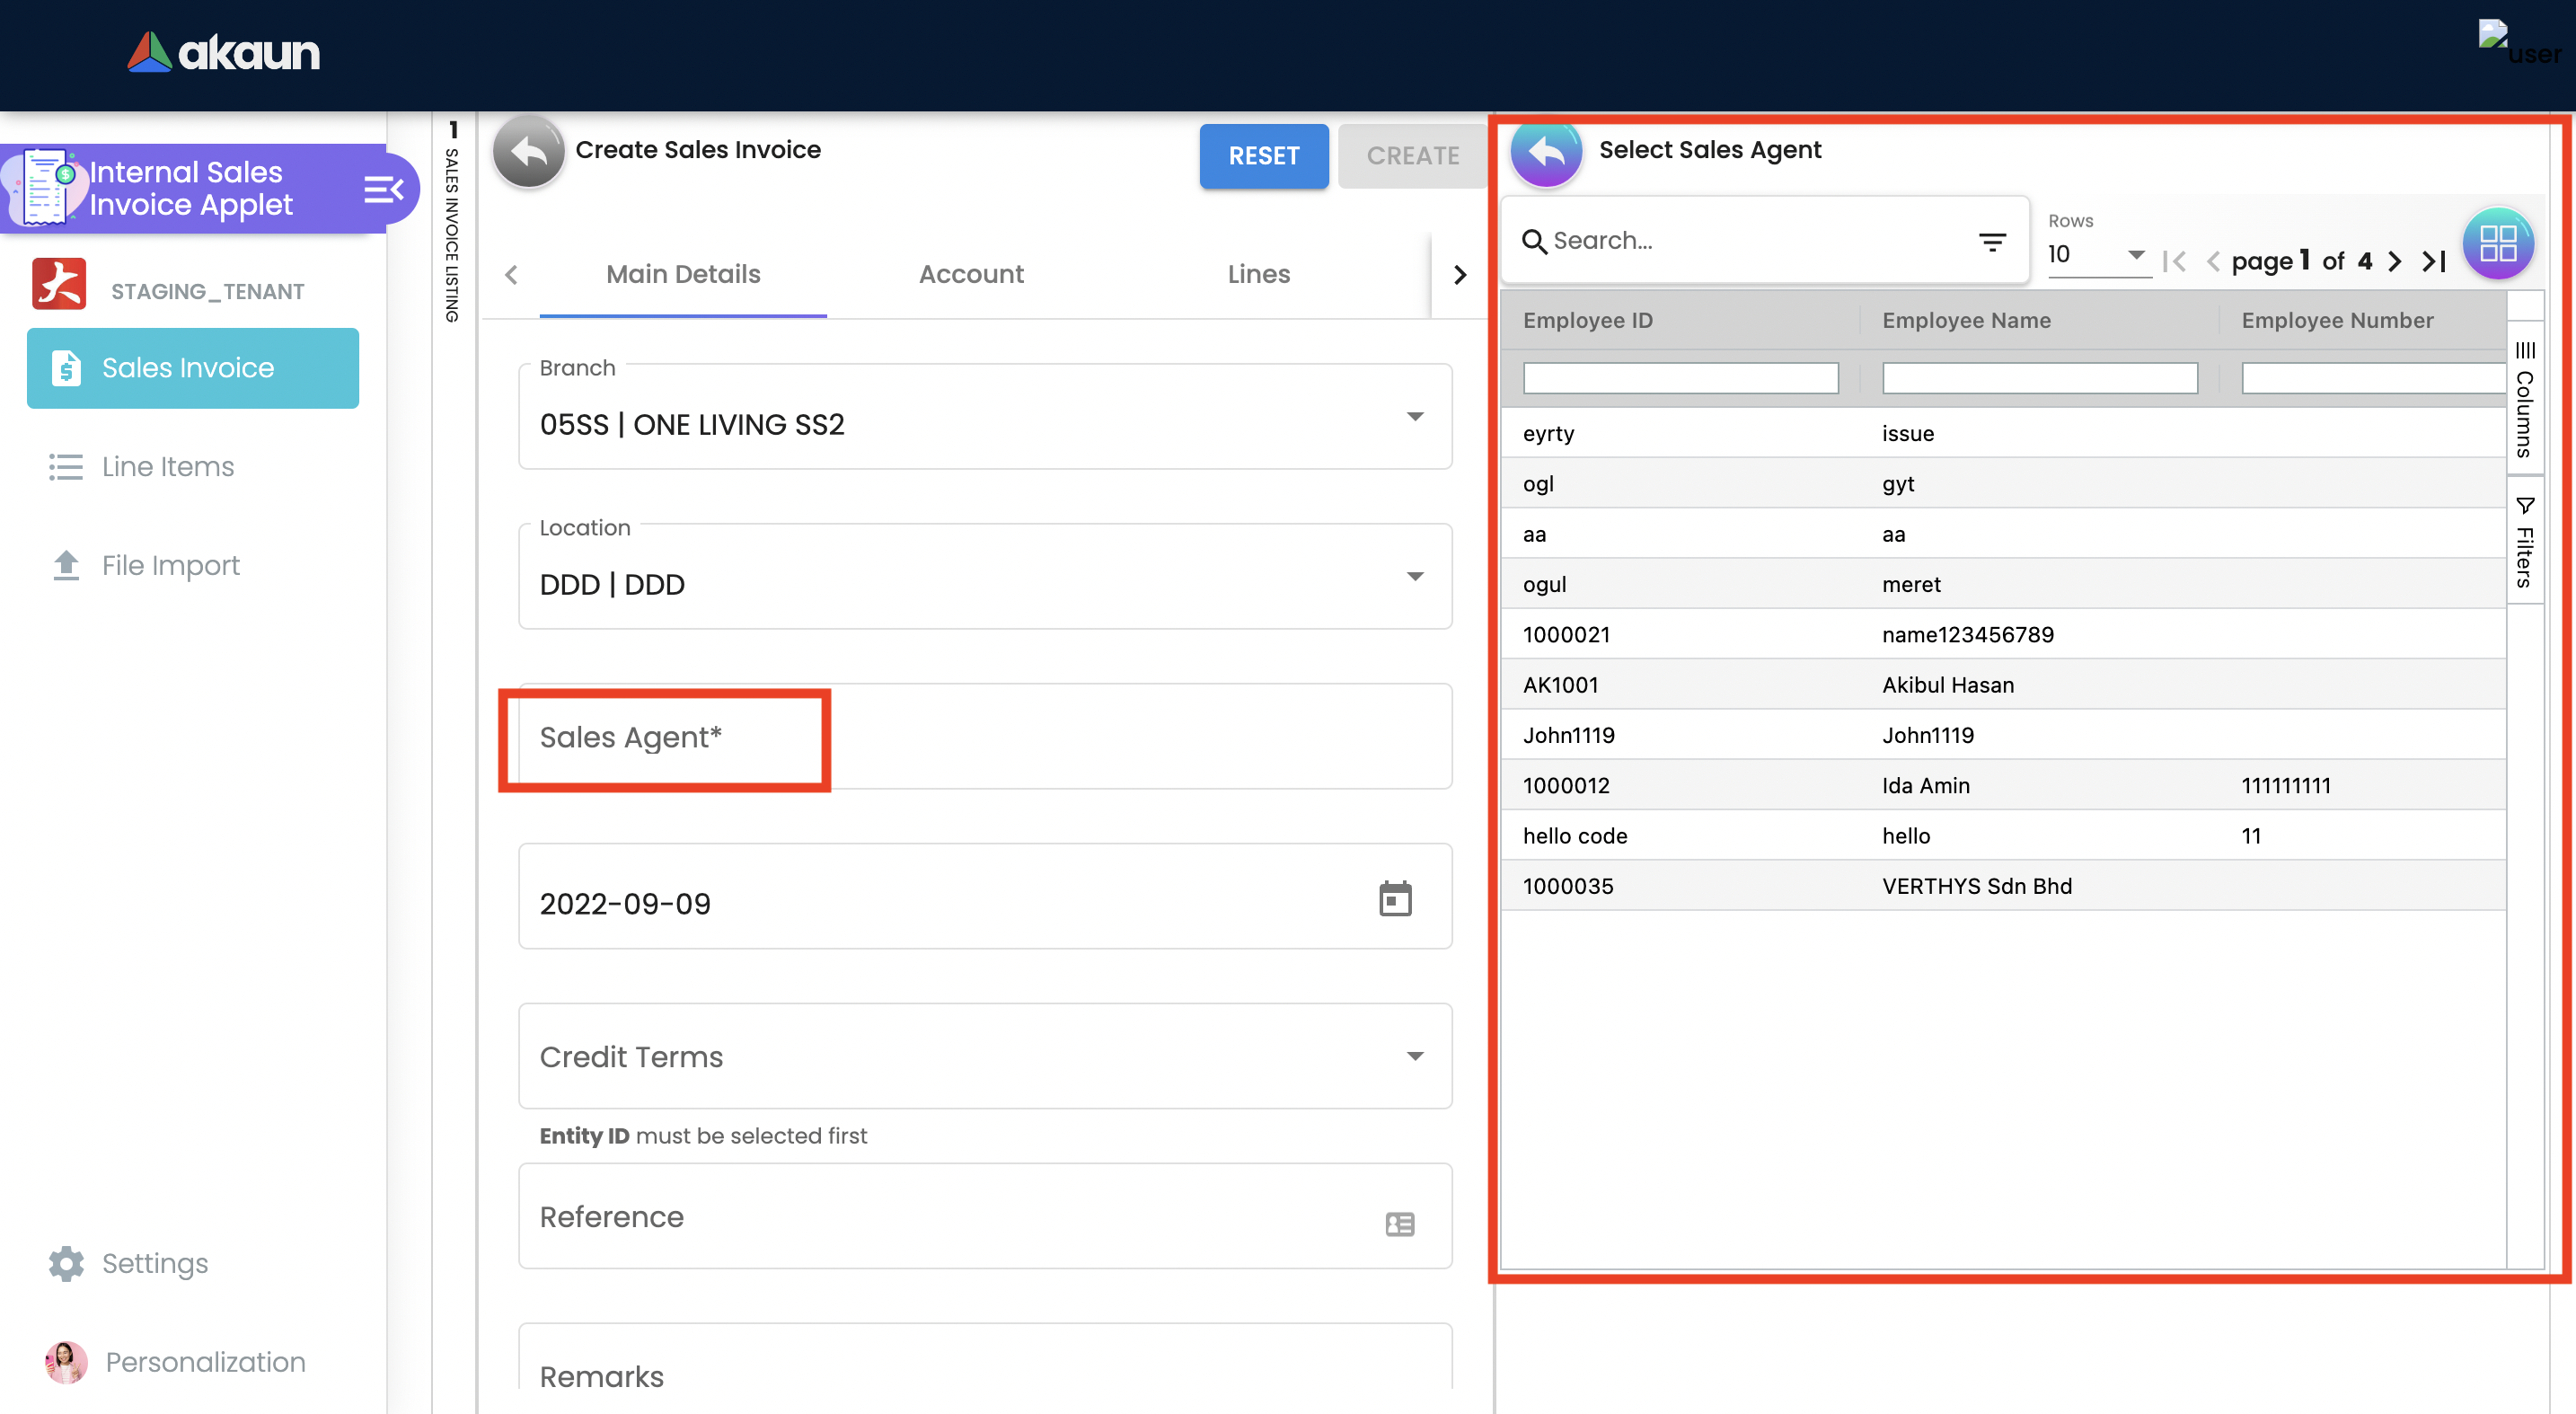 akaun
user
Internal Sales
Invoice Applet
STAGING_TENANT
Sales Invoice
Line Items
File Import
Settings
Personalization
1
SALES INVOICE LISTING
Create Sales Invoice
RESET
CREATE
Main Details
Account
Lines
Branch
05SS | ONE LIVING SS2
Location
DDD | DDD
Sales Agent*
2022-09-09
Credit Terms
Entity ID must be selected first
Reference
Remarks
Select Sales Agent
Search...
Rows
10
page 1 of 4
Employee ID Employee Name Employee Number
eyrty issue
ogl gyt
aa aa
ogul meret
1000021 name123456789
AK1001 Akibul Hasan
John1119 John1119
1000012 Ida Amin 111111111
hello code hello 11
1000035 VERTHYS Sdn Bhd
Columns
Filters